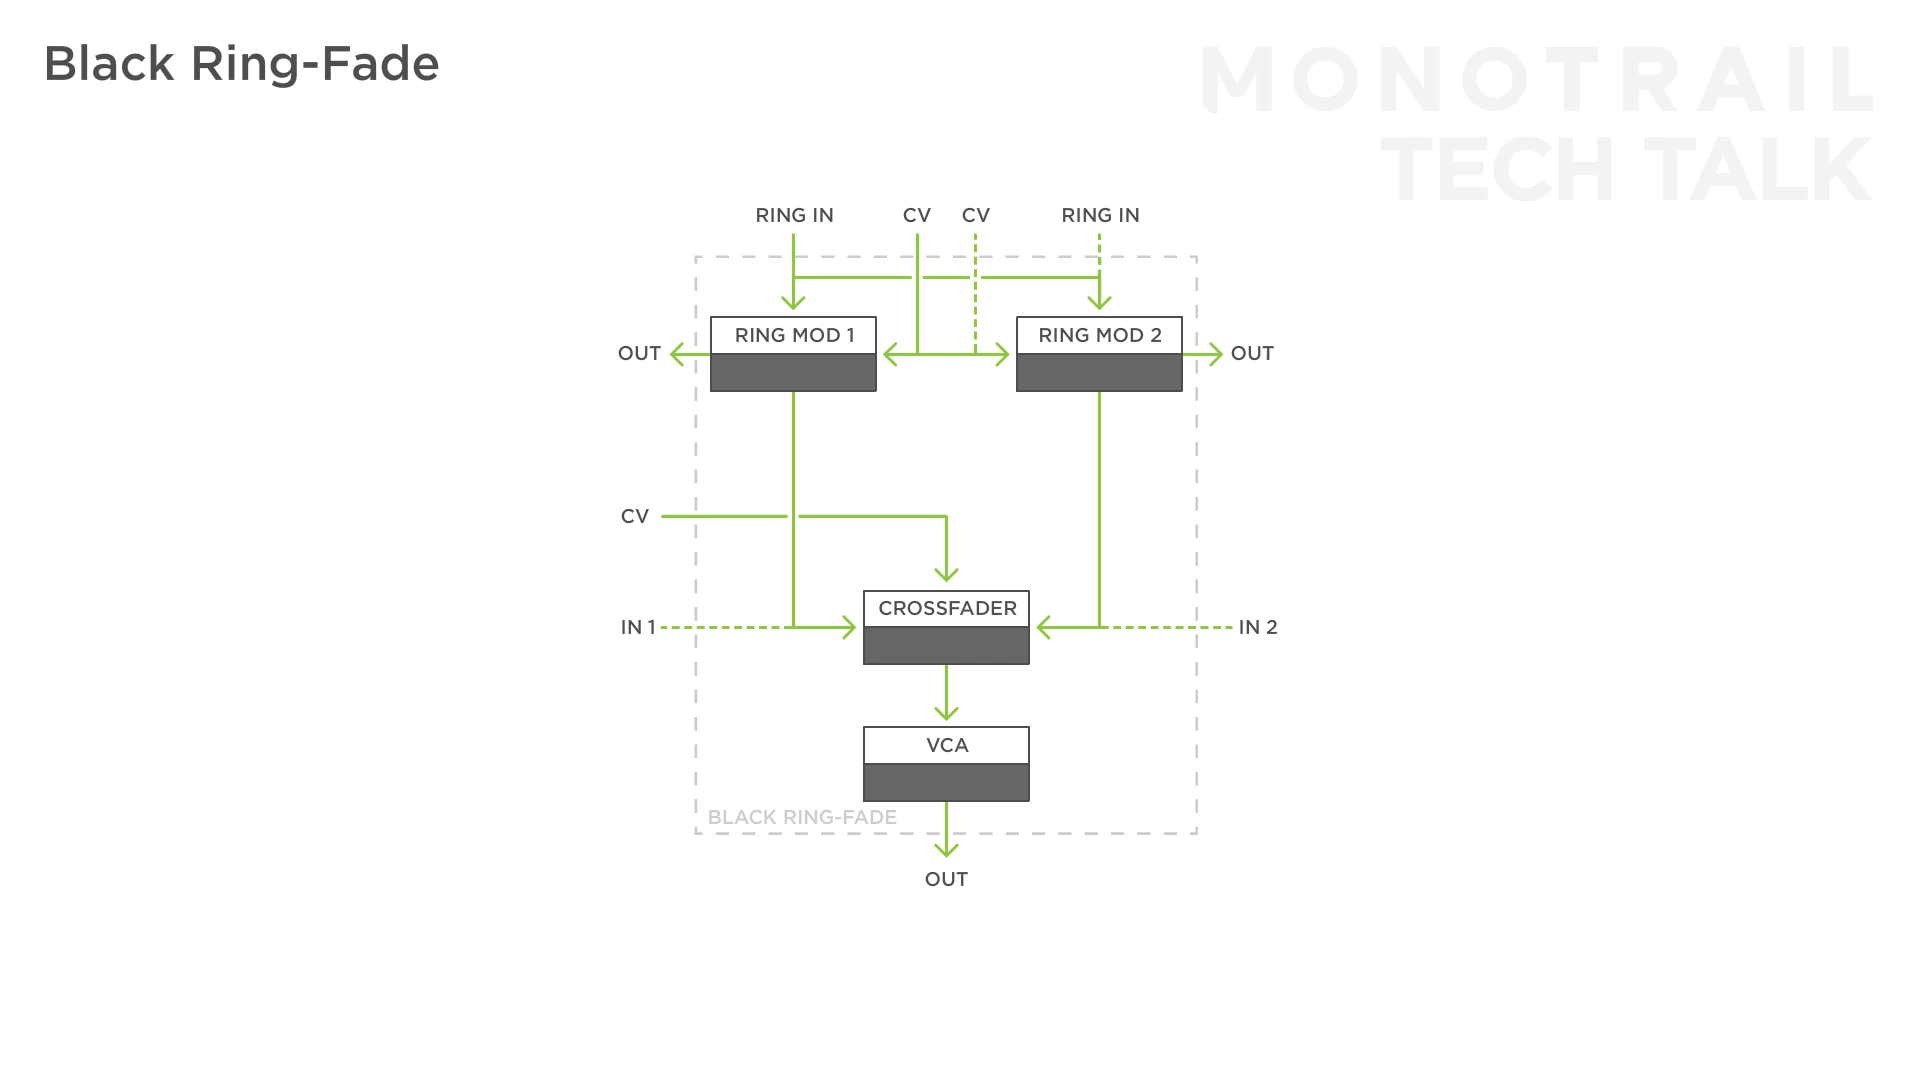 Black Ring-Fade
MONOTRAIL
TECH TALK
RING IN
CV
CV
RING IN
RING MOD 1
RING MOD 2
OUT
OUT
CV
CROSSFADER
IN 1
IN 2
VCA
BLACK RING-FADE
OUT